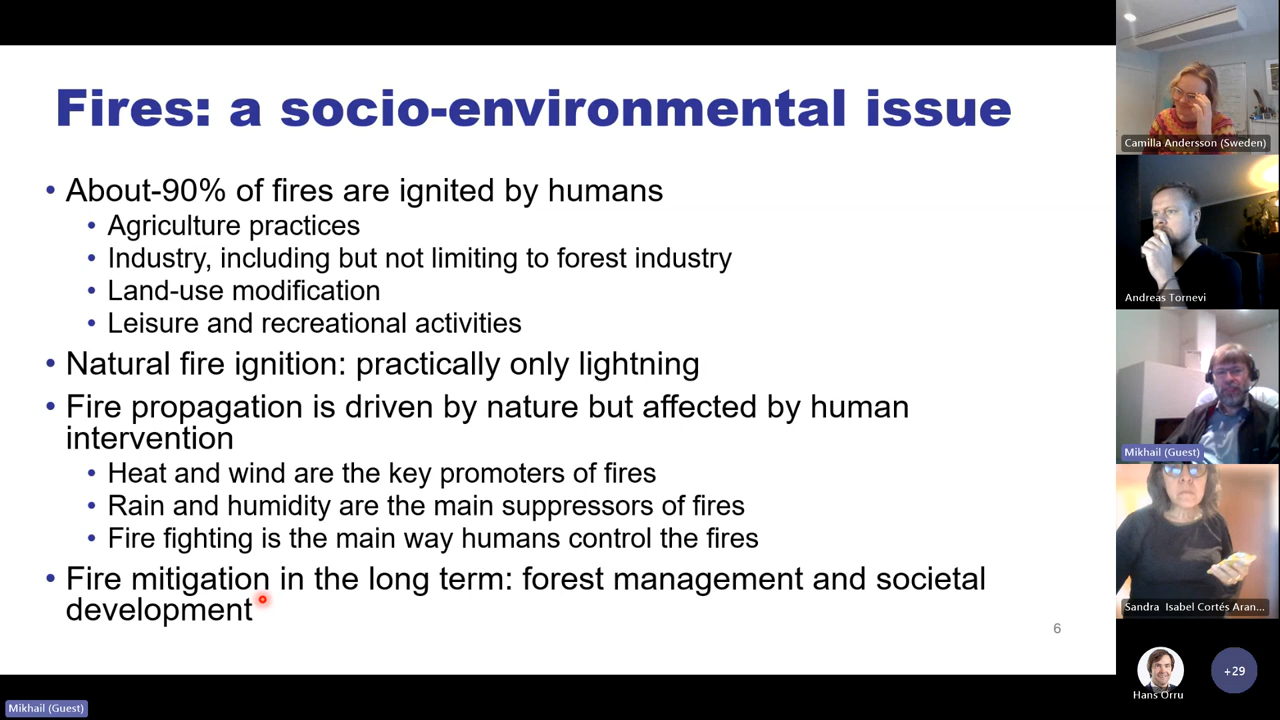 Fires: a socio-environmental issue
• About-90% of fires are ignited by humans
• Agriculture practices
• Industry, including but not limiting to forest industry
• Land-use modification
• Leisure and recreational activities
• Natural fire ignition: practically only lightning
• Fire propagation is driven by nature but affected by human
intervention
• Heat and wind are the key promoters of fires
• Rain and humidity are the main suppressors of fires
• Fire fighting is the main way humans control the fires
• Fire mitigation in the long term: forest management and societal
development
6
Camilla Andersson (Sweden)
Andreas Tornevi
Mikhail (Guest)
Sandra Isabel Cortés Aran...
Hans Orru
+29
Mikhail (Guest)